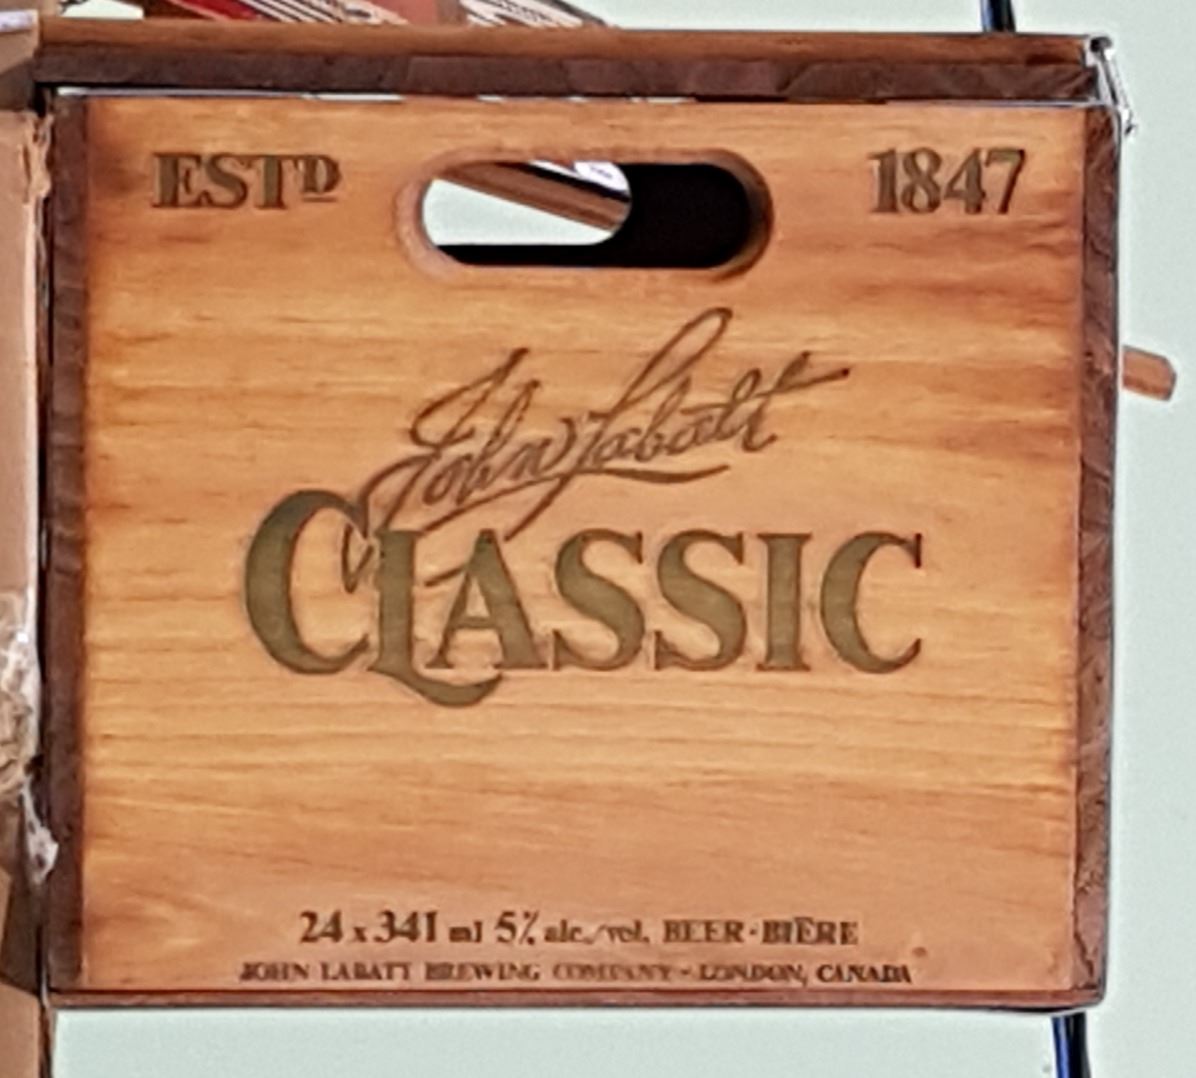 ESTD 1847
John Labatt
CLASSIC
24 x 341 ml 5% alc./vol. BEER-BIÈRE
JOHN LABATT BREWING COMPANY - LONDON, CANADA